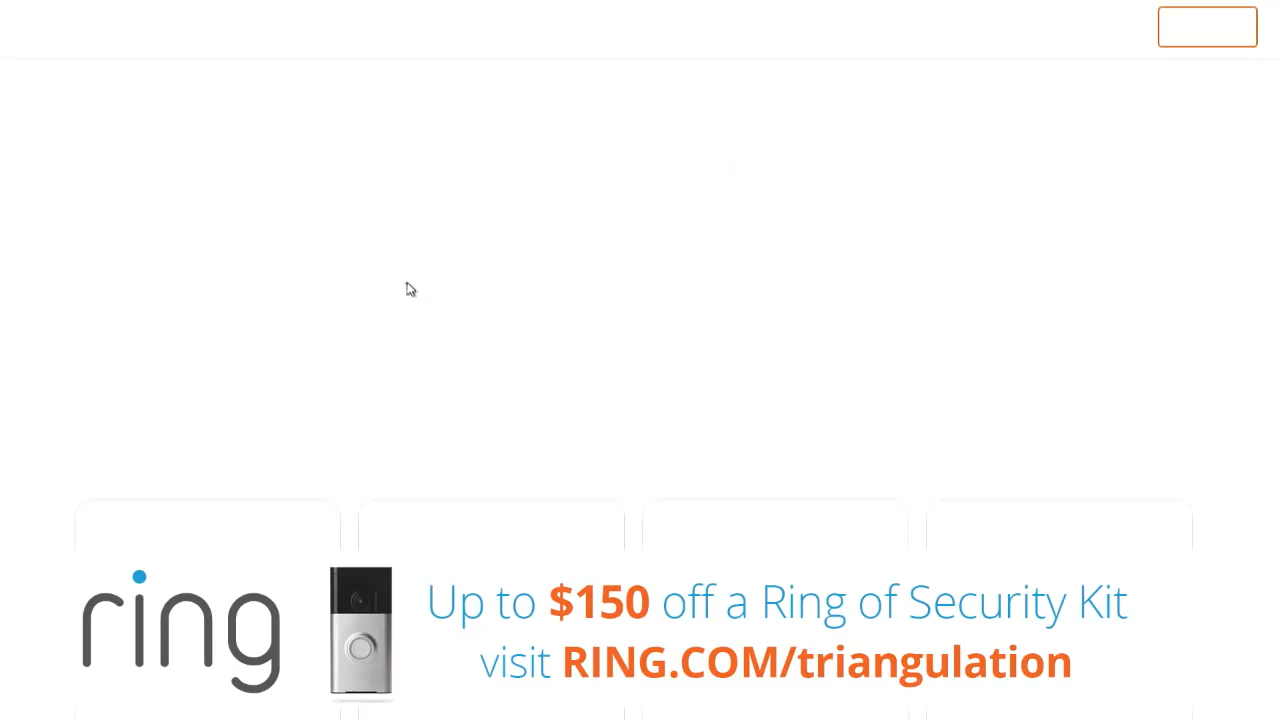 ring
Up to $150 off a Ring of Security Kit
visit RING.COM/triangulation